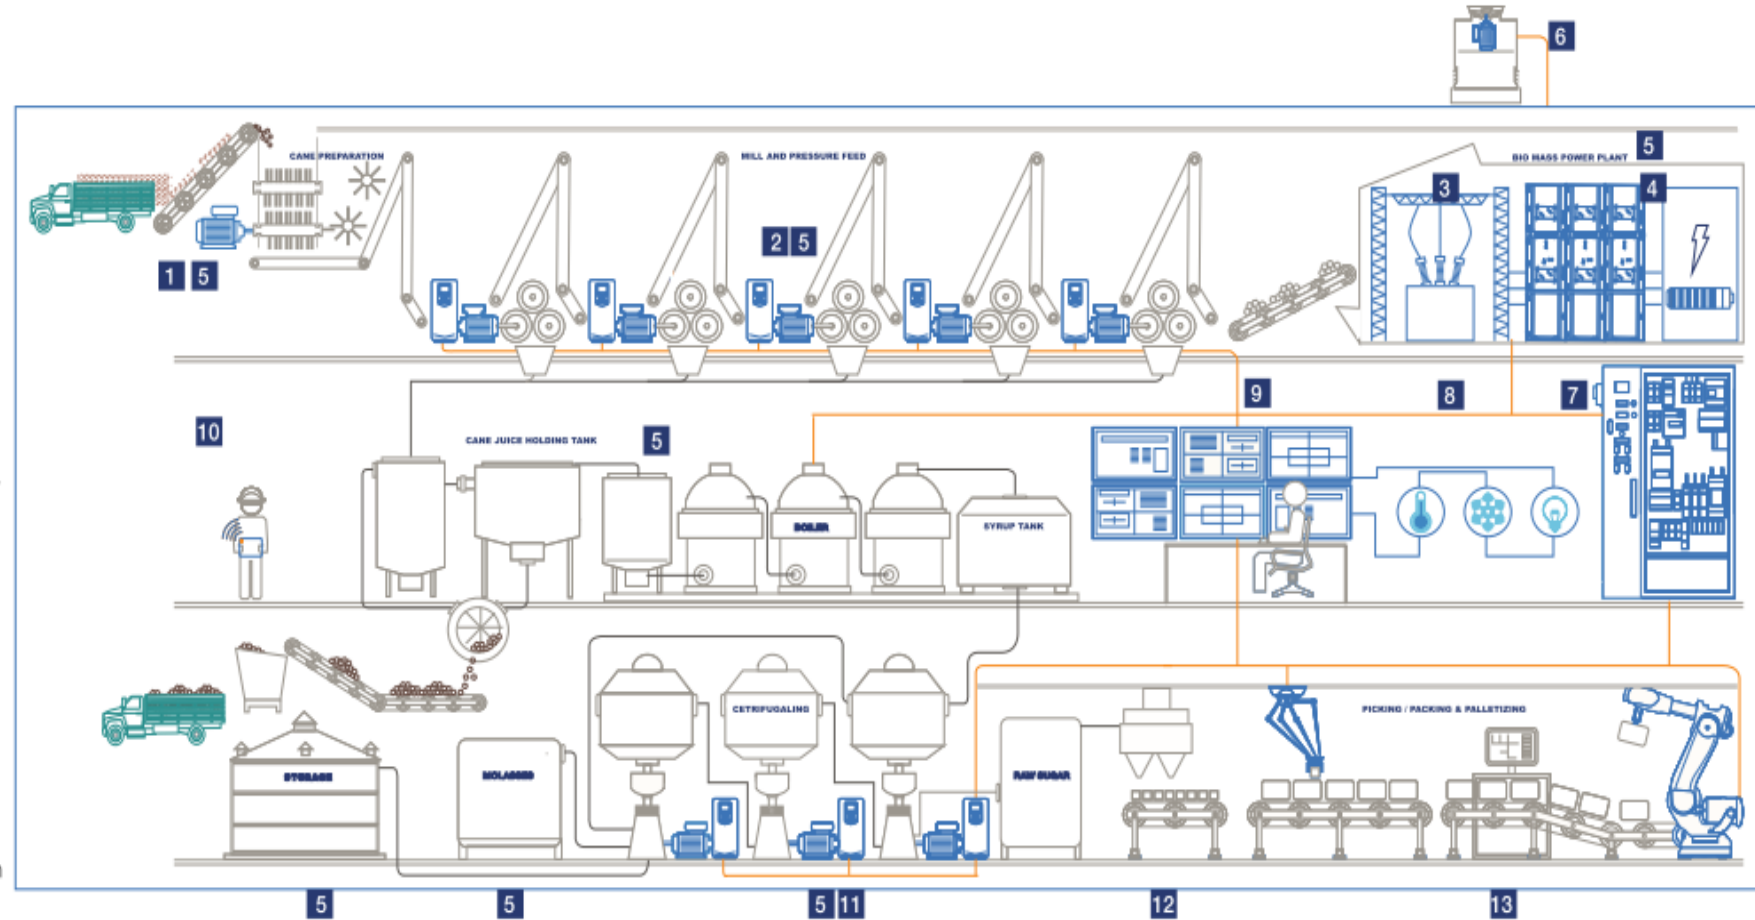 6
5
CANE PREPARATION
MILL AND PRESSURE FEED
BIO MASS POWER PLANT
3
4
2 5
1 5
9
8
7
10
CANE JUICE HOLDING TANK
5
BOILER
SYRUP TANK
CETRIFUGALING
PICKING / PACKING & PALLETIZING
STORAGE
MOLASSES
RAW SUGAR
5
5
5 11
12
13